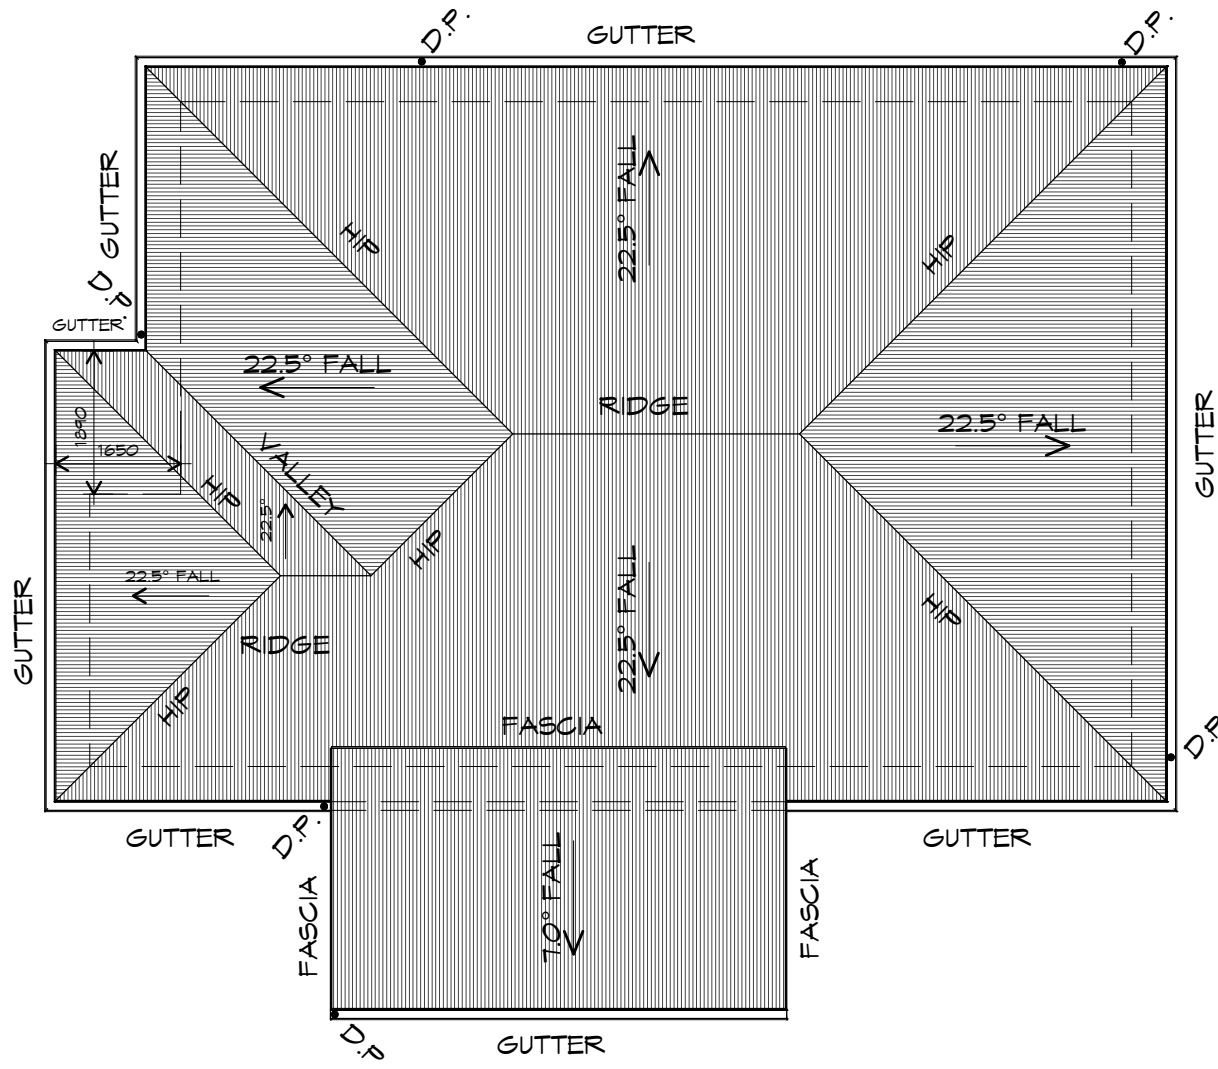 D.P.
GUTTER
D.P.
GUTTER
HIP
22.5° FALL
HIP
D.P.
GUTTER
22.5° FALL
RIDGE
22.5° FALL
GUTTER
1890
1650
VALLEY
HIP
22.5°
HIP
22.5° FALL
GUTTER
RIDGE
22.5° FALL
HIP
HIP
FASCIA
D.P.
GUTTER
D.P.
GUTTER
FASCIA
7.0° FALL
FASCIA
D.P
GUTTER